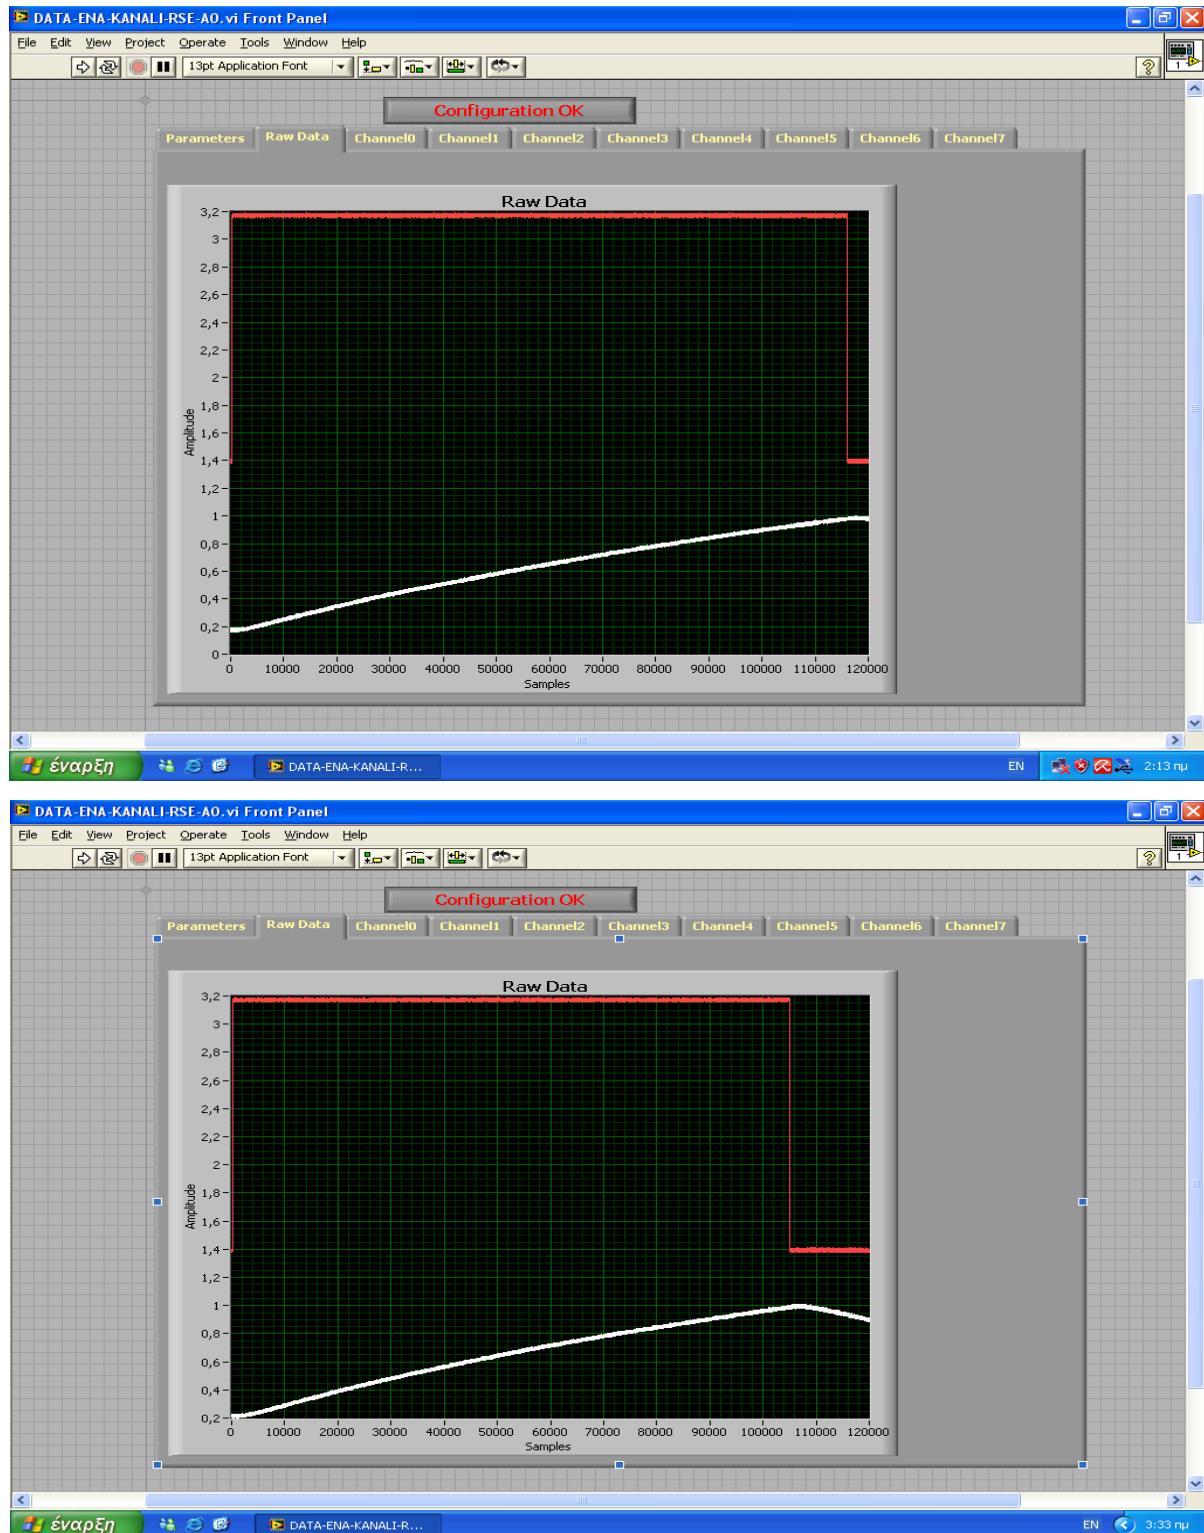 DATA-ENA-KANALI-RSE-A0.vi Front Panel
File Edit View Project Operate Tools Window Help
13pt Application Font
1
Configuration OK
Parameters Raw Data Channel0 Channel1 Channel2 Channel3 Channel4 Channel5 Channel6 Channel7
Raw Data
3,2
3
2,8
2,6
2,4
2,2
2
1,8
1,6
1,4
1,2
1
0,8
0,6
0,4
0,2
0
Amplitude
0 10000 20000 30000 40000 50000 60000 70000 80000 90000 100000 110000 120000
Samples
έναρξη DATA-ENA-KANALI-R... EN 2:13 πμ
DATA-ENA-KANALI-RSE-A0.vi Front Panel
File Edit View Project Operate Tools Window Help
13pt Application Font
1
Configuration OK
Parameters Raw Data Channel0 Channel1 Channel2 Channel3 Channel4 Channel5 Channel6 Channel7
Raw Data
3,2
3
2,8
2,6
2,4
2,2
2
1,8
1,6
1,4
1,2
1
0,8
0,6
0,4
0,2
Amplitude
0 10000 20000 30000 40000 50000 60000 70000 80000 90000 100000 110000 120000
Samples
έναρξη DATA-ENA-KANALI-R... EN 3:33 πμ